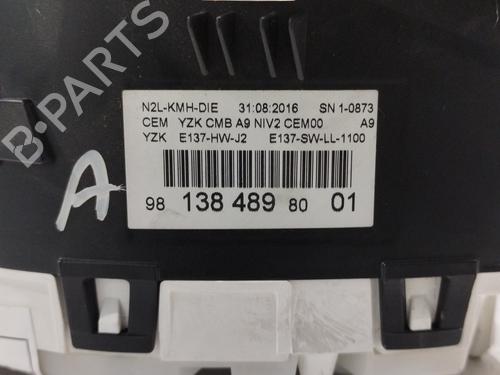 N2L-KMH-DIE 31:08:2016 SN 1-0873
CEM YZK CMB A9 NIV2 CEM00 A9
YZK E137-HW-J2 E137-SW-LL-1100
98 138 489 80 01
A
B-PARTS